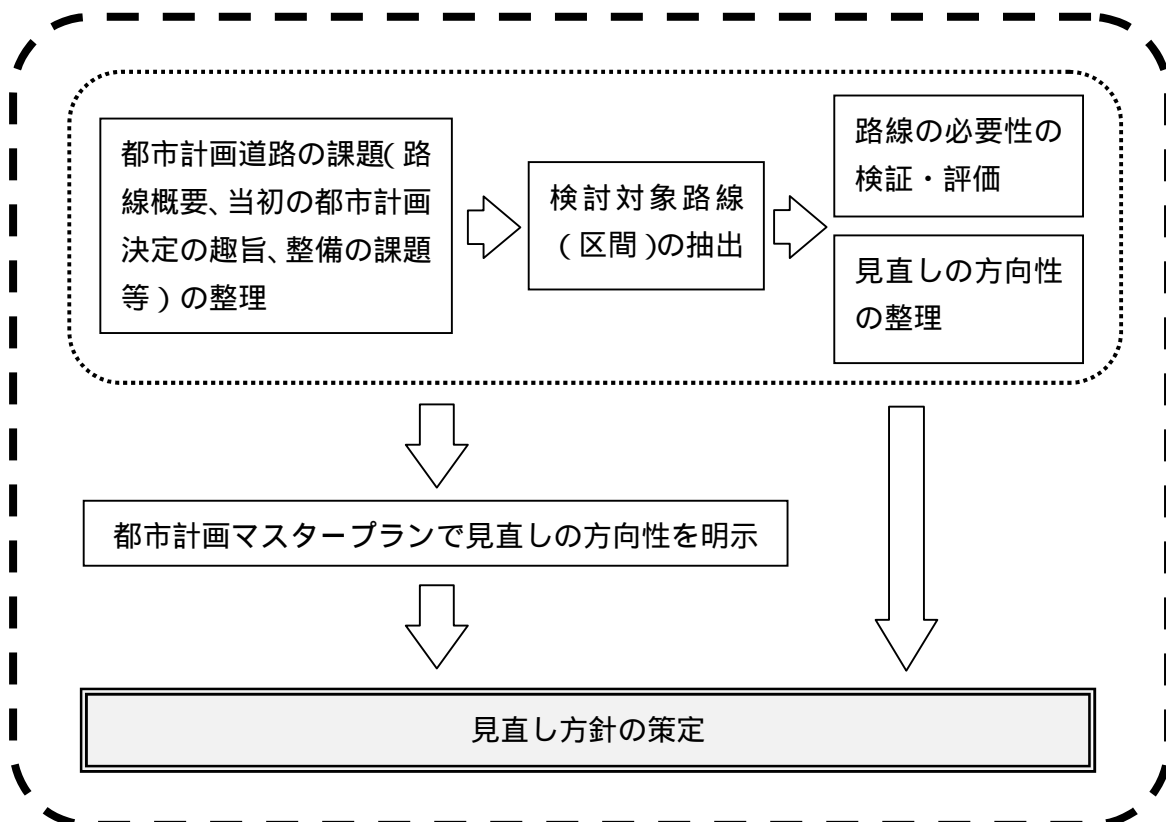 都市計画道路の課題（路
線概要、当初の都市計画
決定の趣旨、整備の課題
等）の整理
検討対象路線
（区間）の抽出
路線の必要性の
検証・評価
見直しの方向性
の整理
都市計画マスタープランで見直しの方向性を明示
見直し方針の策定